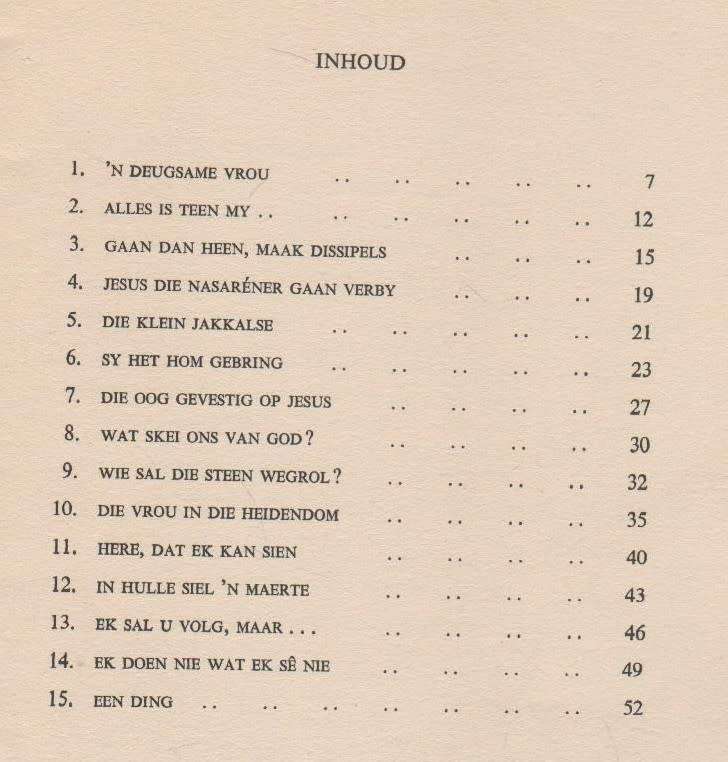 INHOUD
1. 'N DEUGSAME VROU .. .. .. .. .. 7
2. ALLES IS TEEN MY .. .. .. .. .. .. 12
3. GAAN DAN HEEN, MAAK DISSIPELS .. .. .. 15
4. JESUS DIE NASARÉNER GAAN VERBY .. .. .. 19
5. DIE KLEIN JAKKALSE .. .. .. .. .. 21
6. SY HET HOM GEBRING .. .. .. .. .. 23
7. DIE OOG GEVESTIG OP JESUS .. .. .. .. 27
8. WAT SKEI ONS VAN GOD? .. .. .. .. 30
9. WIE SAL DIE STEEN WEGROL? .. .. .. .. 32
10. DIE VROU IN DIE HEIDENDOM .. .. .. .. 35
11. HERE, DAT EK KAN SIEN .. .. .. .. 40
12. IN HULLE SIEL 'N MAERTE .. .. .. .. 43
13. EK SAL U VOLG, MAAR ... .. .. .. .. 46
14. EK DOEN NIE WAT EK SÊ NIE .. .. .. .. 49
15. EEN DING .. .. .. .. .. .. .. 52